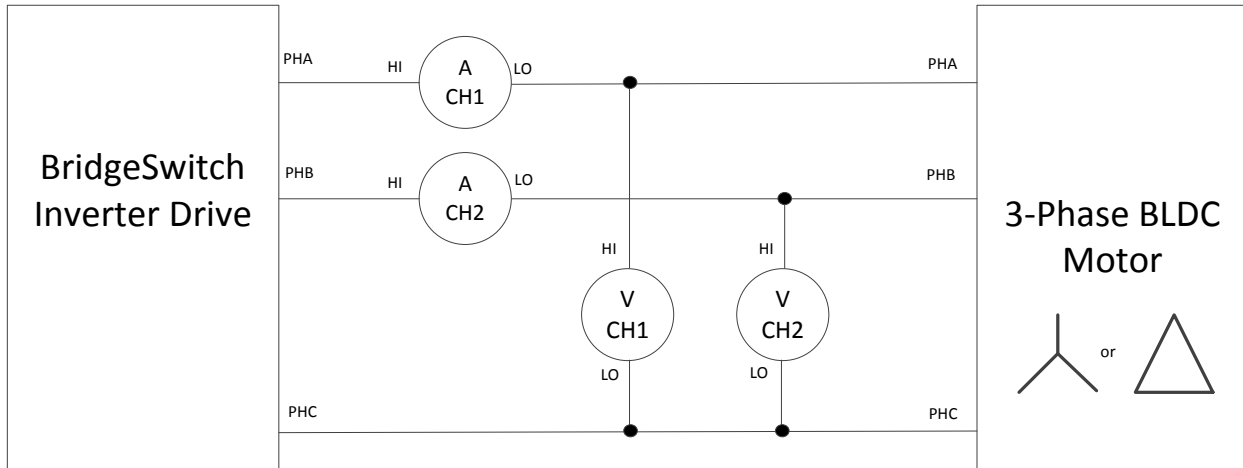 PHA
HI
A
CH1
LO
PHA
PHB
HI
A
CH2
LO
PHB
BridgeSwitch
Inverter Drive
3-Phase BLDC
Motor
HI
V
CH1
LO
HI
V
CH2
LO
or
PHC
PHC